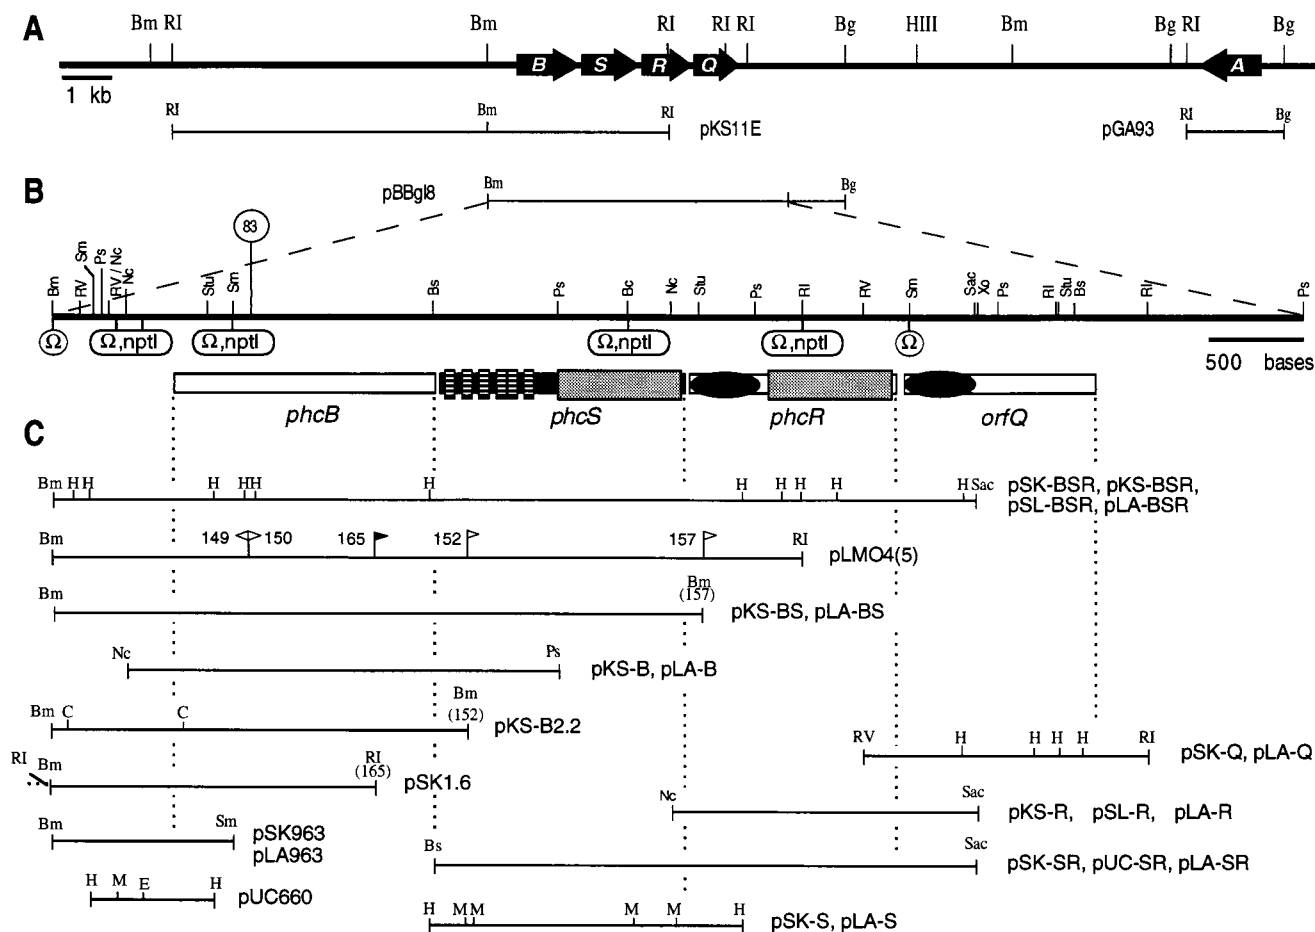 A
Bm RI Bm RI RI RI Bg HIII Bm Bg RI Bg
B S R Q A
1 kb
RI Bm RI pKS11E pGA93 RI Bg
B
pBBgl8 Bm Bg
83
Bm RV Sm Ps RV / Nc Nc Stu Sm Bs Ps Bc Nc Stu Ps RI RV Sm Sac Xo Ps RI Stu Bs RI Ps
Ω Ω,nptI Ω,nptI Ω,nptI Ω,nptI Ω
500 bases
phcB phcS phcR orfQ
C
Bm H H H H H H H H H H H Sac pSK-BSR, pKS-BSR,
pSL-BSR, pLA-BSR
Bm 149 150 165 152 157 RI pLMO4(5)
Bm Bm
(157) pKS-BS, pLA-BS
Nc Ps pKS-B, pLA-B
Bm C C Bm
(152) pKS-B2.2
RV H H H H RI pSK-Q, pLA-Q
RI Bm RI
(165) pSK1.6
Nc Sac pKS-R, pSL-R, pLA-R
Bm Sm pSK963
pLA963
Bs Sac pSK-SR, pUC-SR, pLA-SR
H M E H pUC660
H M M M M H pSK-S, pLA-S